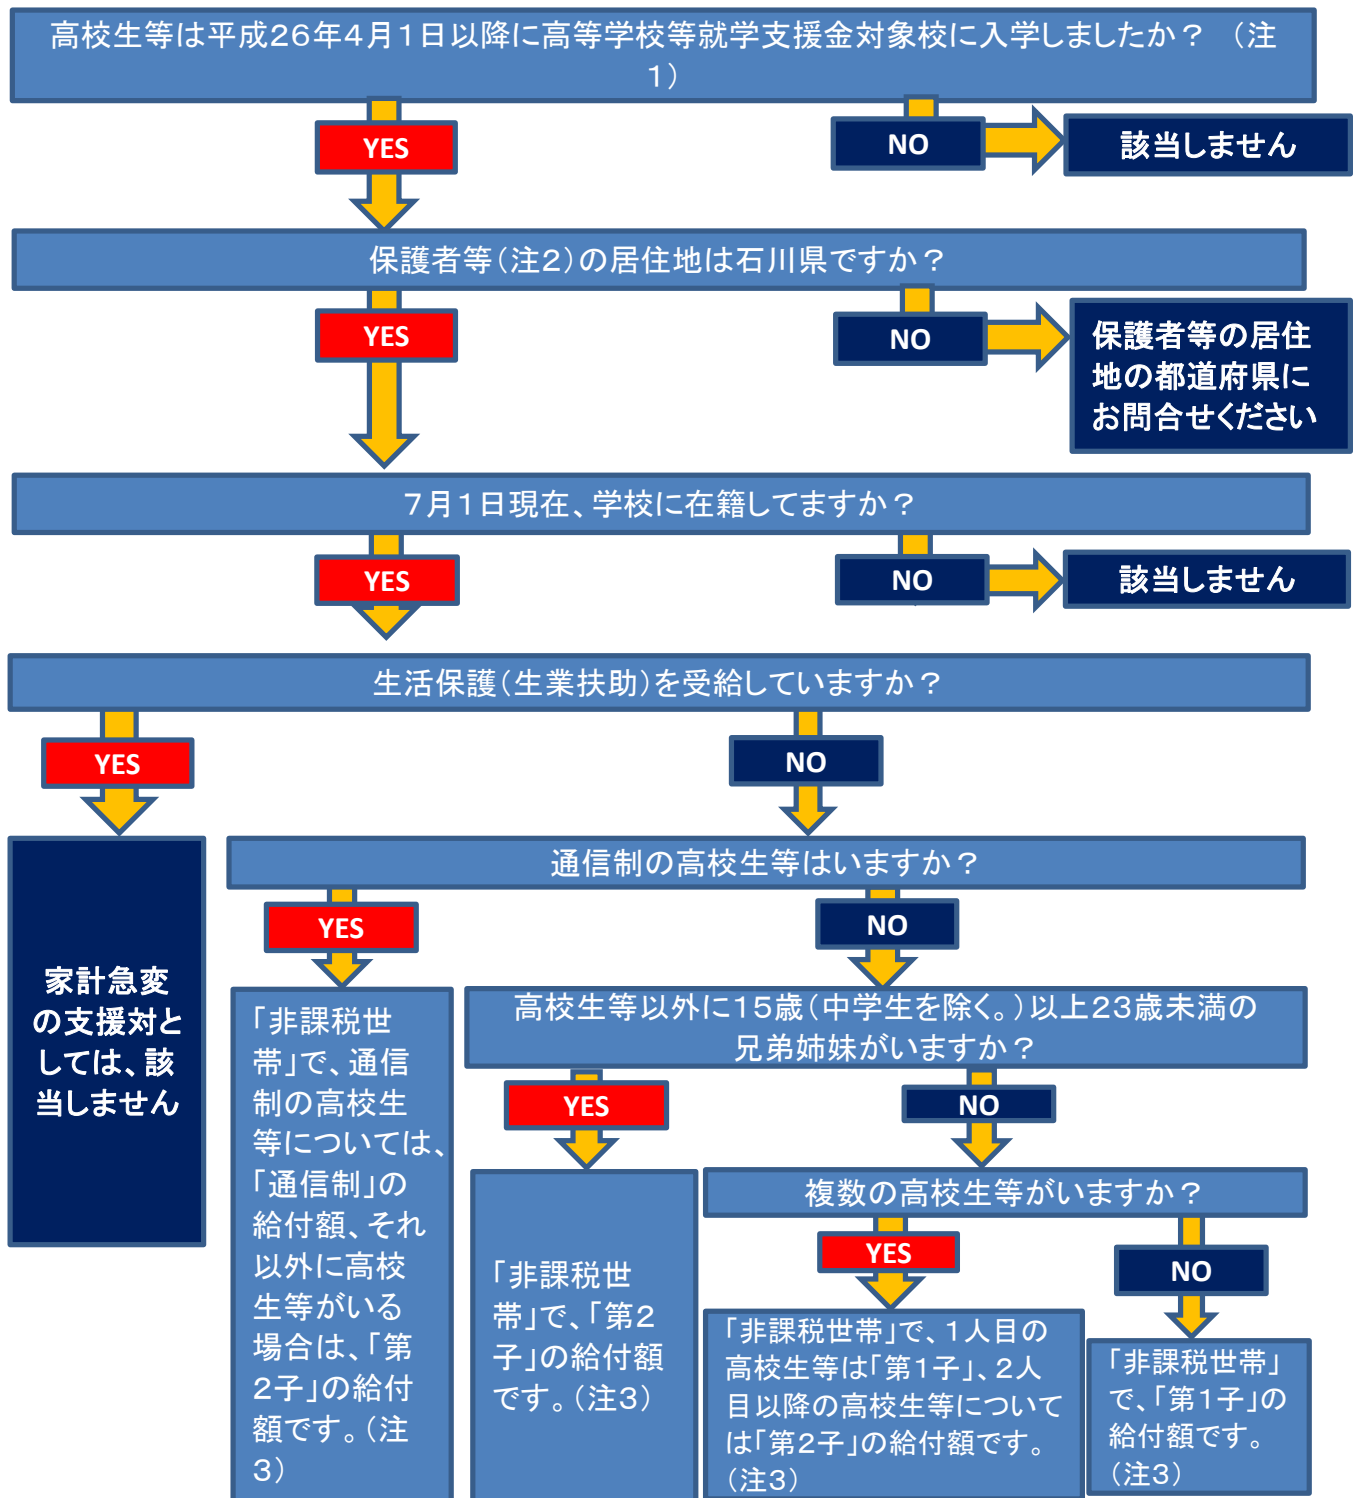 高校生等は平成26年4月1日以降に高等学校等就学支援金対象校に入学しましたか？　（注
1）
YES
NO
該当しません
保護者等（注2）の居住地は石川県ですか？
YES
NO
保護者等の居住
地の都道府県に
お問合せください
7月1日現在、学校に在籍してますか？
YES
NO
該当しません
生活保護（生業扶助）を受給していますか？
YES
NO
家計急変
の支援対と
しては、該
当しません
通信制の高校生等はいますか？
YES
NO
「非課税世
帯」で、通信
制の高校生
等については、
「通信制」の
給付額、それ
以外に高校
生等がいる
場合は、「第
2子」の給付
額です。（注
3）
高校生等以外に15歳（中学生を除く。）以上23歳未満の
兄弟姉妹がいますか？
YES
NO
「非課税世
帯」で、「第2
子」の給付額
です。（注3）
複数の高校生等がいますか？
YES
NO
「非課税世帯」で、1人目の
高校生等は「第1子」、2人
目以降の高校生等について
は「第2子」の給付額です。
（注3）
「非課税世帯」
で、「第1子」の
給付額です。
（注3）